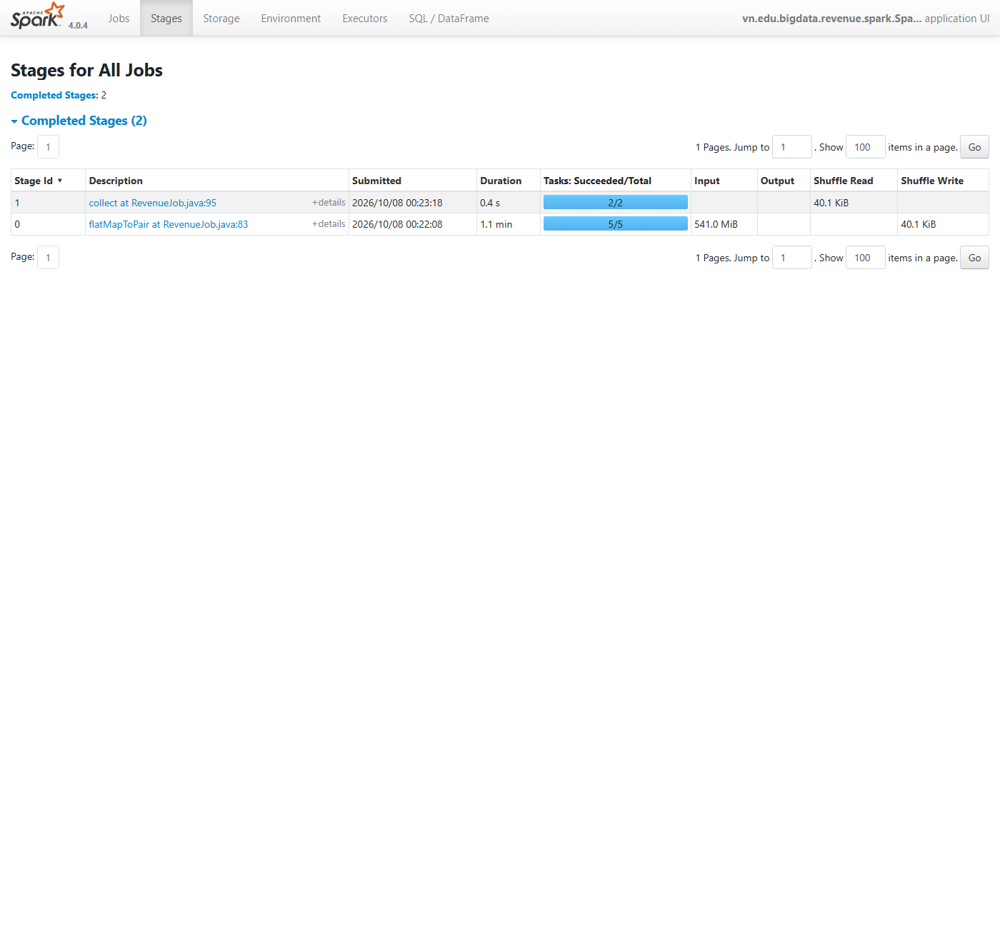 APACHE Spark 4.0.4 Jobs Stages Storage Environment Executors SQL / DataFrame vn.edu.bigdata.revenue.spark.Spa... application UI
Stages for All Jobs
Completed Stages: 2
Completed Stages (2)
Page: 1 1 Pages. Jump to 1 . Show 100 items in a page. Go
Stage Id ▾ Description Submitted Duration Tasks: Succeeded/Total Input Output Shuffle Read Shuffle Write
1 collect at RevenueJob.java:95 +details 2026/10/08 00:23:18 0.4 s 2/2 40.1 KiB
0 flatMapToPair at RevenueJob.java:83 +details 2026/10/08 00:22:08 1.1 min 5/5 541.0 MiB 40.1 KiB
Page: 1 1 Pages. Jump to 1 . Show 100 items in a page. Go